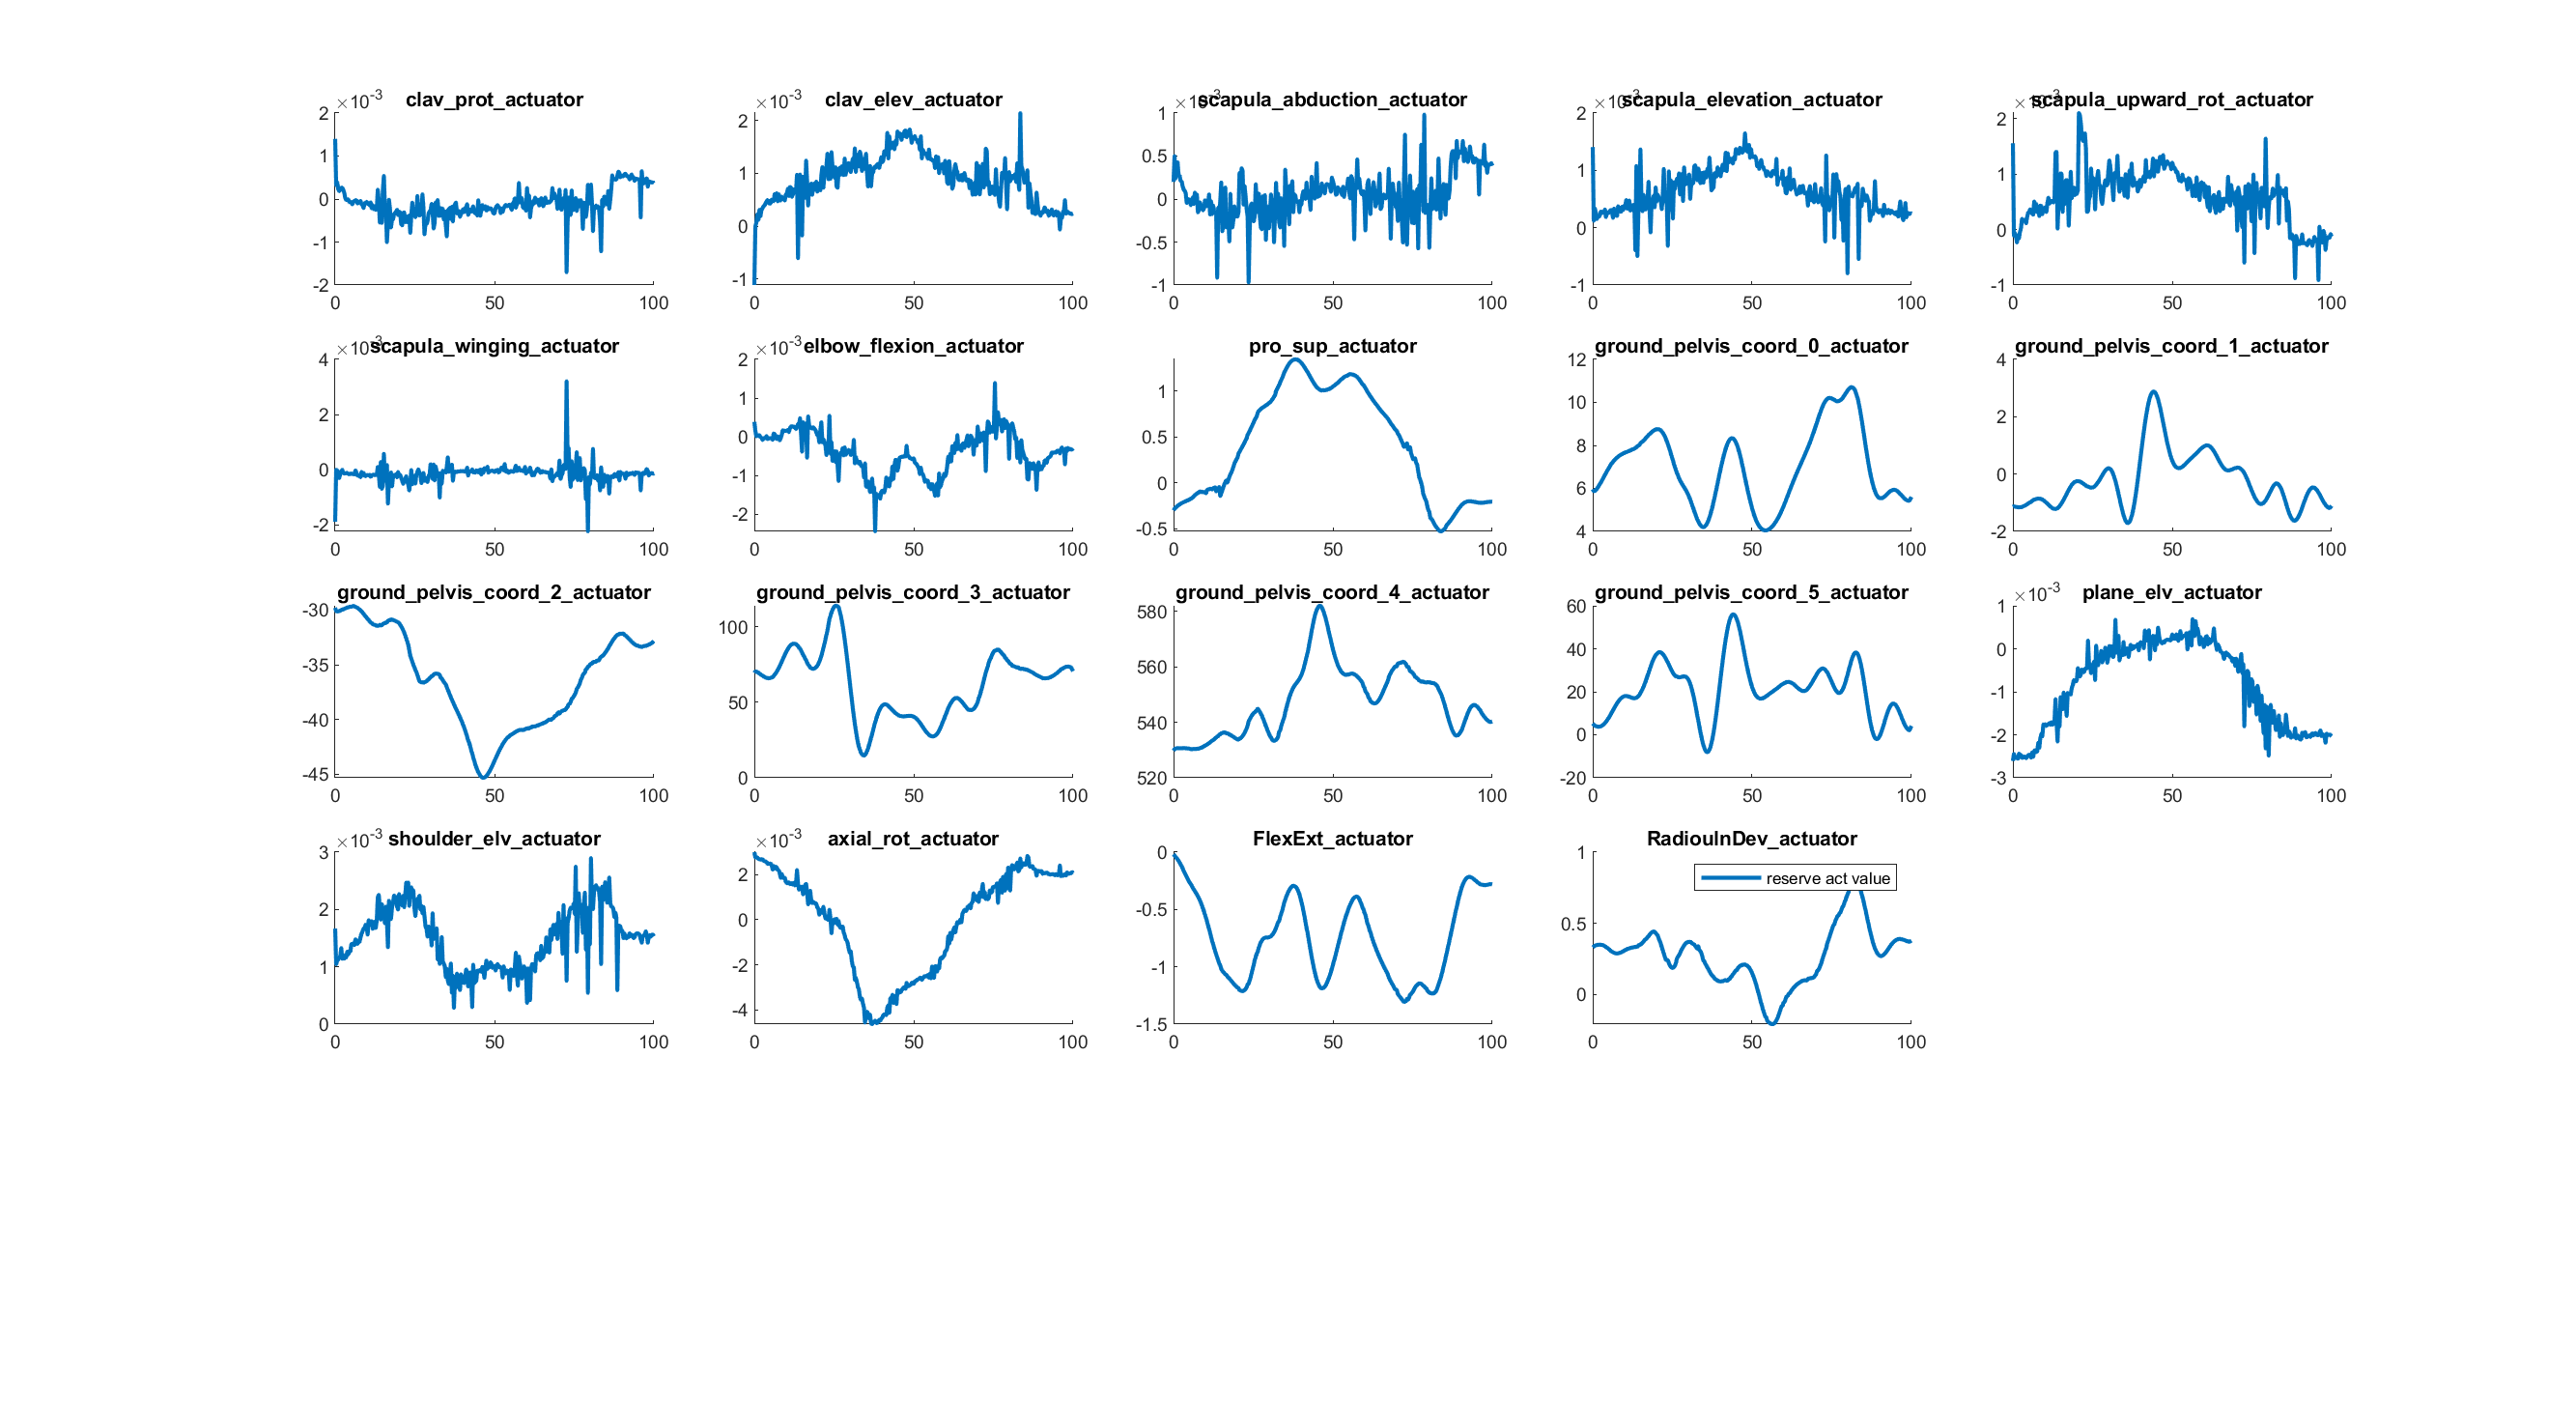 ×10-3 clav_prot_actuator
2
1
0
-1
-2
0 50 100
×10-3 clav_elev_actuator
2
1
0
-1
0 50 100
×10-3 scapula_abduction_actuator
1
0.5
0
-0.5
-1
0 50 100
×10-3 scapula_elevation_actuator
2
1
0
-1
0 50 100
×10-3 scapula_upward_rot_actuator
2
1
0
-1
0 50 100
×10-3 scapula_winging_actuator
4
2
0
-2
0 50 100
×10-3 elbow_flexion_actuator
2
1
0
-1
-2
0 50 100
pro_sup_actuator
1
0.5
0
-0.5
0 50 100
ground_pelvis_coord_0_actuator
12
10
8
6
4
0 50 100
ground_pelvis_coord_1_actuator
4
2
0
-2
0 50 100
ground_pelvis_coord_2_actuator
-30
-35
-40
-45
0 50 100
ground_pelvis_coord_3_actuator
100
50
0
0 50 100
ground_pelvis_coord_4_actuator
580
560
540
520
0 50 100
ground_pelvis_coord_5_actuator
60
40
20
0
-20
0 50 100
×10-3 plane_elv_actuator
1
0
-1
-2
-3
0 50 100
×10-3 shoulder_elv_actuator
3
2
1
0
0 50 100
×10-3 axial_rot_actuator
2
0
-2
-4
0 50 100
FlexExt_actuator
0
-0.5
-1
-1.5
0 50 100
RadioulnDev_actuator
1
reserve act value
0.5
0
0 50 100